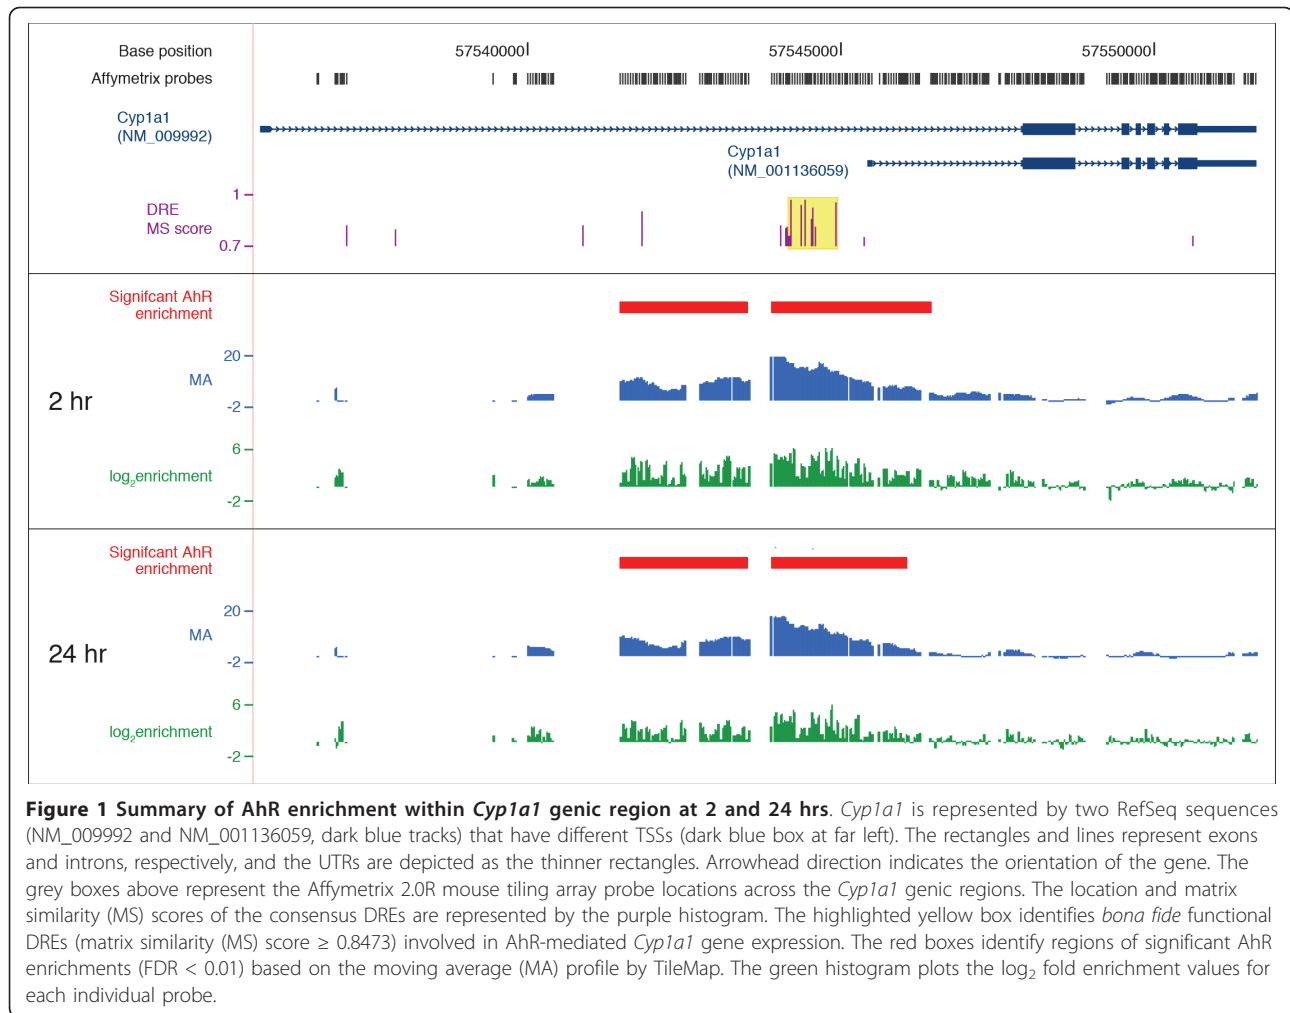 Base position 57540000 57545000 57550000
Affymetrix probes
Cyp1a1
(NM_009992)
Cyp1a1
(NM_001136059)
1
DRE
MS score
0.7
Signifcant AhR
enrichment
20
MA
2 hr
-2
6
log2enrichment
-2
Signifcant AhR
enrichment
20
MA
24 hr
-2
6
log2enrichment
-2
Figure 1 Summary of AhR enrichment within Cyp1a1 genic region at 2 and 24 hrs. Cyp1a1 is represented by two RefSeq sequences
(NM_009992 and NM_001136059, dark blue tracks) that have different TSSs (dark blue box at far left). The rectangles and lines represent exons
and introns, respectively, and the UTRs are depicted as the thinner rectangles. Arrowhead direction indicates the orientation of the gene. The
grey boxes above represent the Affymetrix 2.0R mouse tiling array probe locations across the Cyp1a1 genic regions. The location and matrix
similarity (MS) scores of the consensus DREs are represented by the purple histogram. The highlighted yellow box identifies bona fide functional
DREs (matrix similarity (MS) score ≥ 0.8473) involved in AhR-mediated Cyp1a1 gene expression. The red boxes identify regions of significant AhR
enrichments (FDR < 0.01) based on the moving average (MA) profile by TileMap. The green histogram plots the log2 fold enrichment values for
each individual probe.